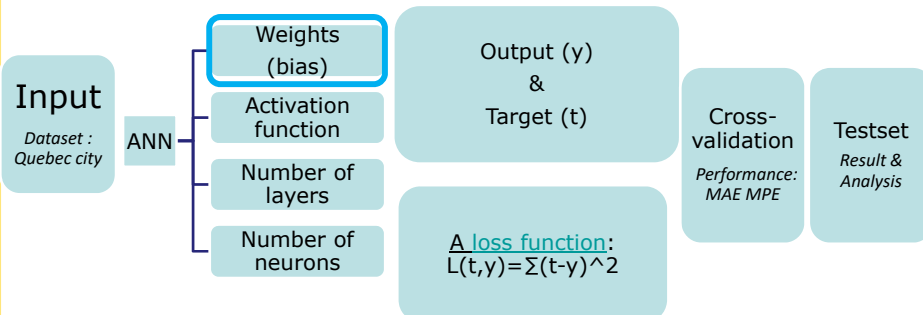 Input
Dataset :
Quebec city
ANN
Weights
(bias)
Activation
function
Number of
layers
Number of
neurons
Output (y)
&
Target (t)
A loss function:
L(t,y)=∑(t-y)^2
Cross-
validation
Performance:
MAE MPE
Testset
Result &
Analysis